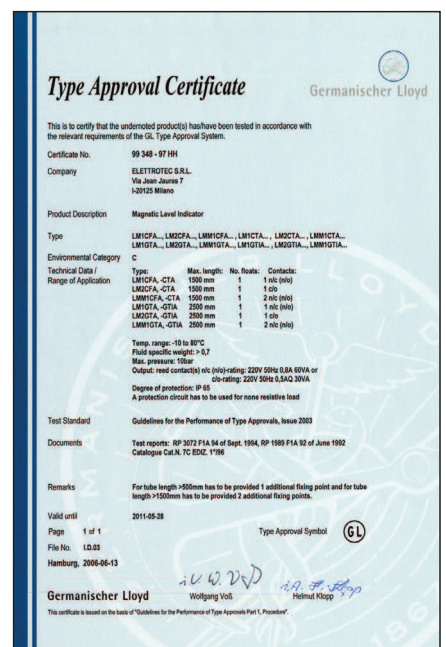 Type Approval Certificate
Germanischer Lloyd
This is to certify that the undernoted product(s) has/have been tested in accordance with
the relevant requirements of the GL Type Approval System.
Certificate No. 99 348 - 97 HH
Company ELETTROTEC S.R.L.
Via Jean Jaures 7
I-20125 Milano
Product Description Magnetic Level Indicator
Type LM1CFA..., LM2CFA..., LMM1CFA..., LM1CTA..., LM2CTA..., LMM1CTA...
LM1GTA..., LM2GTA..., LMM1GTA..., LM1GTIA..., LM2GTIA..., LMM1GTIA...
Environmental Category C
Technical Data / Type: Max. length: No. floats: Contacts:
Range of Application LM1CFA, -CTA 1500 mm 1 1 n/c (n/o)
LM2CFA, -CTA 1500 mm 1 1 c/o
LMM1CFA, -CTA 1500 mm 1 2 n/c (n/o)
LM1GTA, -GTIA 2500 mm 1 1 n/c (n/o)
LM2GTA, -GTIA 2500 mm 1 1 c/o
LMM1GTA, -GTIA 2500 mm 1 2 n/c (n/o)
Temp. range: -10 to 80°C
Fluid specific weight: > 0,7
Max. pressure: 10bar
Output: reed contact(s) n/c (n/o)-rating: 220V 50Hz 0,8A 60VA or
c/o-rating: 220V 50Hz 0,5AQ 30VA
Degree of protection: IP 65
A protection circuit has to be used for none resistive load
Test Standard Guidelines for the Performance of Type Approvals, Issue 2003
Documents Test reports: RP 3072 F1A 94 of Sept. 1994, RP 1989 F1A 92 of June 1992
Catalogue Cat.N. 7C EDIZ. 1°/96
Remarks For tube length >500mm has to be provided 1 additional fixing point and for tube
length >1500mm has to be provided 2 additional fixing points.
Valid until 2011-05-28
Page 1 of 1 Type Approval Symbol GL
File No. I.D.03
Hamburg, 2006-06-13
Germanischer Lloyd Wolfgang Voß Helmut Klopp
This certificate is issued on the basis of "Guidelines for the Performance of Type Approvals Part 1, Procedure".